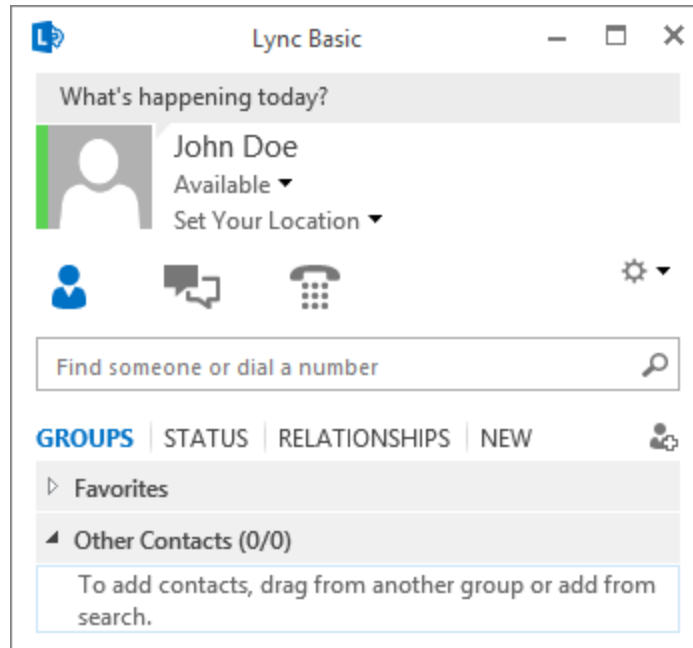 Lync Basic
What's happening today?
John Doe
Available
Set Your Location
Find someone or dial a number
GROUPS STATUS RELATIONSHIPS NEW
Favorites
Other Contacts (0/0)
To add contacts, drag from another group or add from
search.